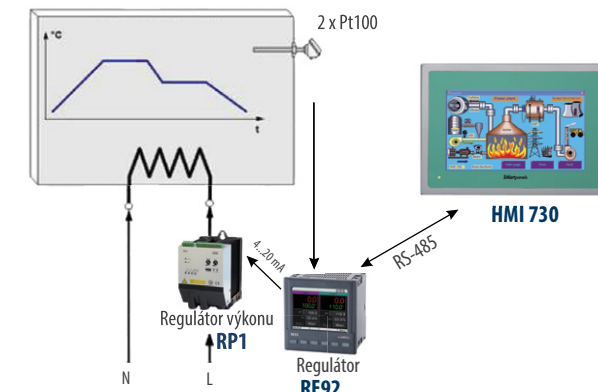 2 x Pt100
°C
t
HMI 730
RS-485
4...20 mA
Regulátor výkonu
RP1
Regulátor
RE92
N
L